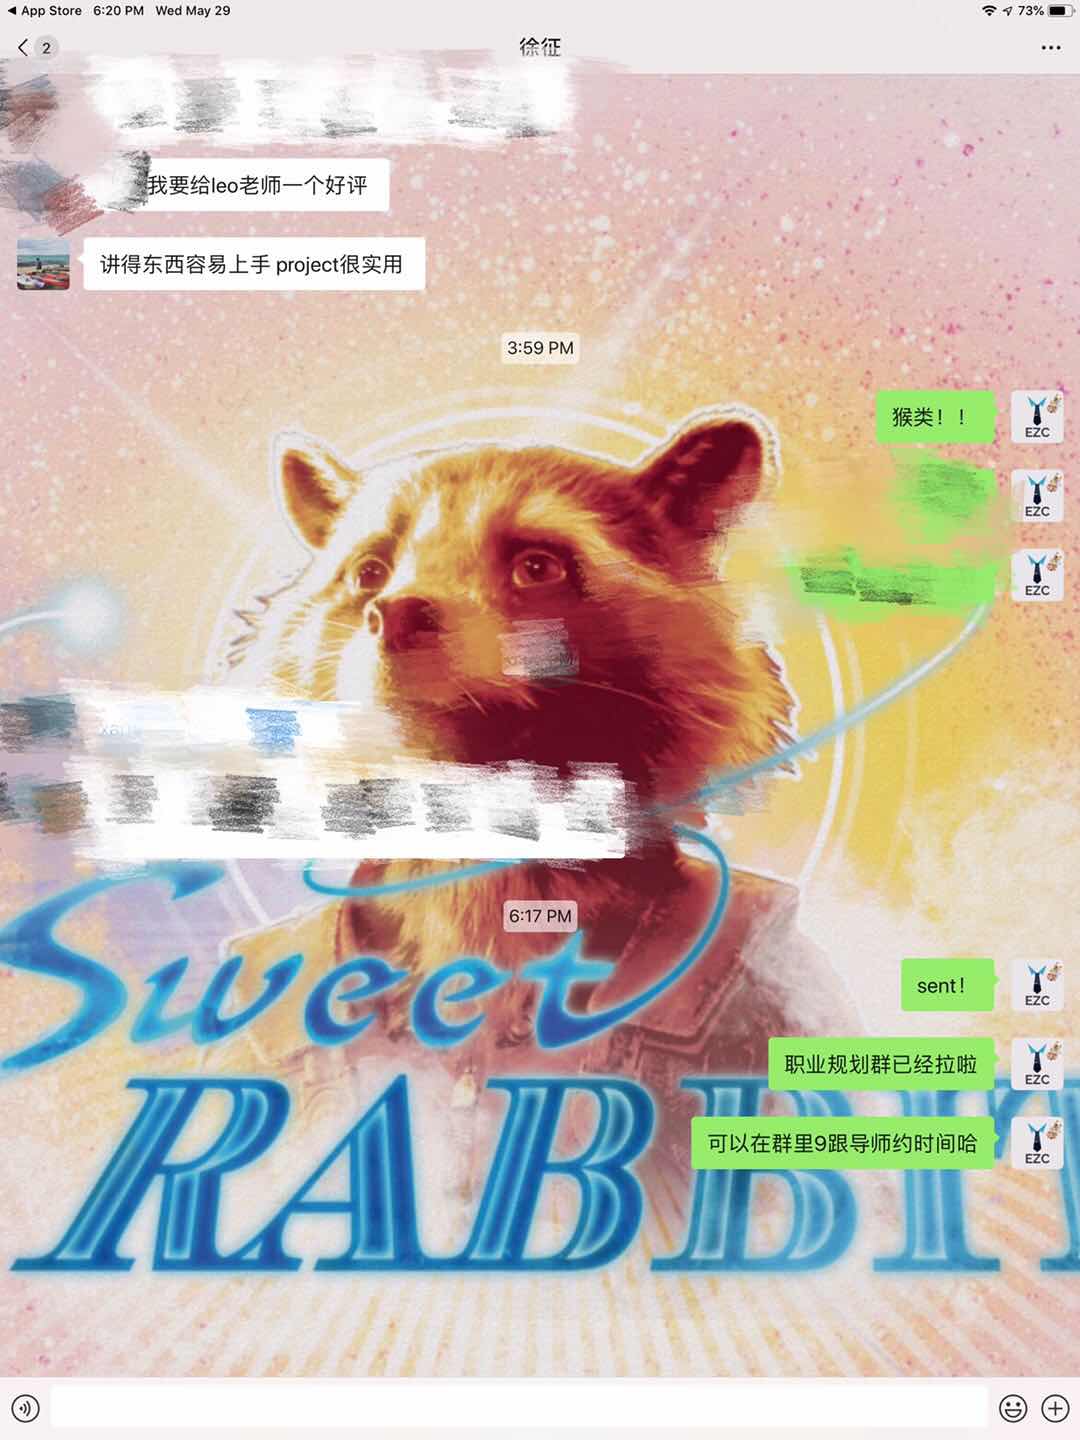 App Store 6:20 PM Wed May 29
73%
2
徐征
我要给leo老师一个好评
讲得东西容易上手 project很实用
3:59 PM
猴类！！
EZC
EZC
EZC
6:17 PM
Sweet
RABBIT
sent！
EZC
职业规划群已经拉啦
EZC
可以在群里9跟导师约时间哈
EZC